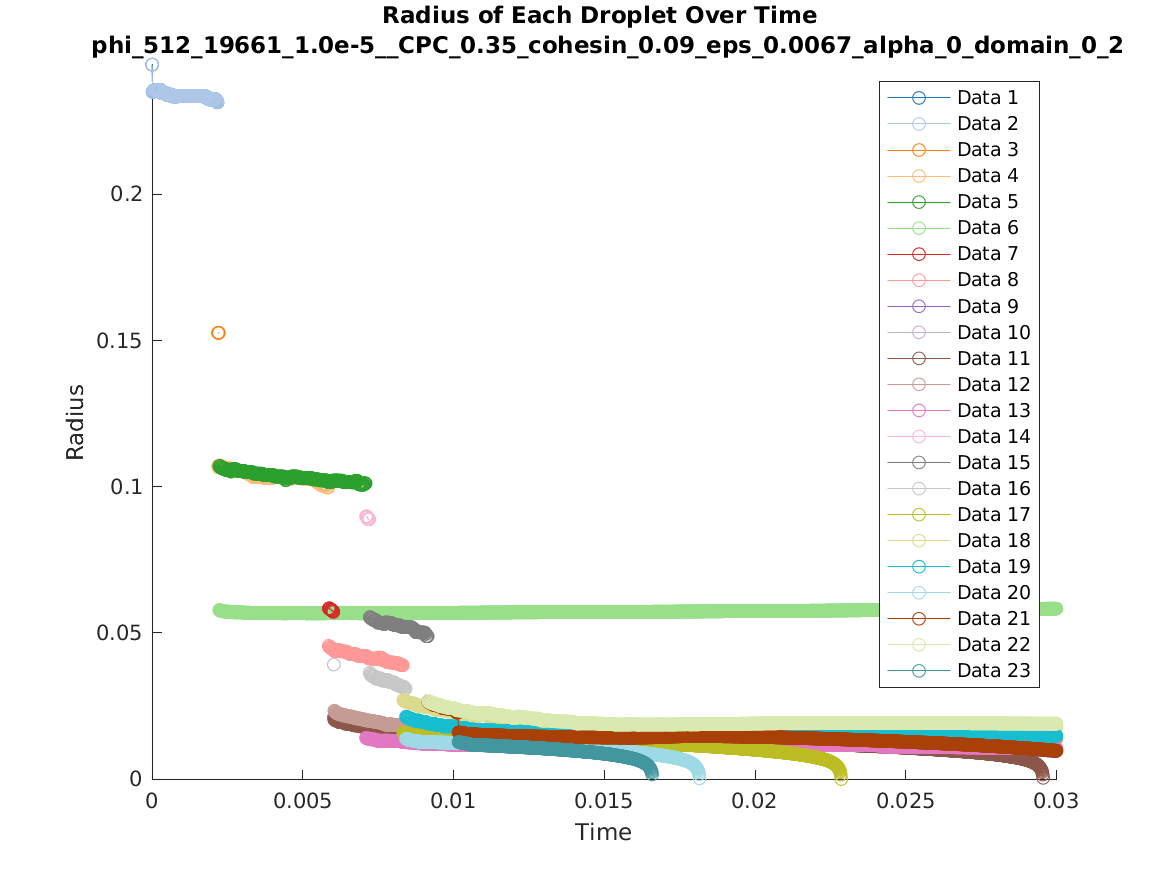 Radius of Each Droplet Over Time
phi_512_19661_1.0e-5__CPC_0.35_cohesin_0.09_eps_0.0067_alpha_0_domain_0_2
Data 1
Data 2
Data 3
Data 4
Data 5
Data 6
Data 7
Data 8
Data 9
Data 10
Data 11
Data 12
Data 13
Data 14
Data 15
Data 16
Data 17
Data 18
Data 19
Data 20
Data 21
Data 22
Data 23
0.2
0.15
0.1
0.05
0
Radius
0
0.005
0.01
0.015
0.02
0.025
0.03
Time